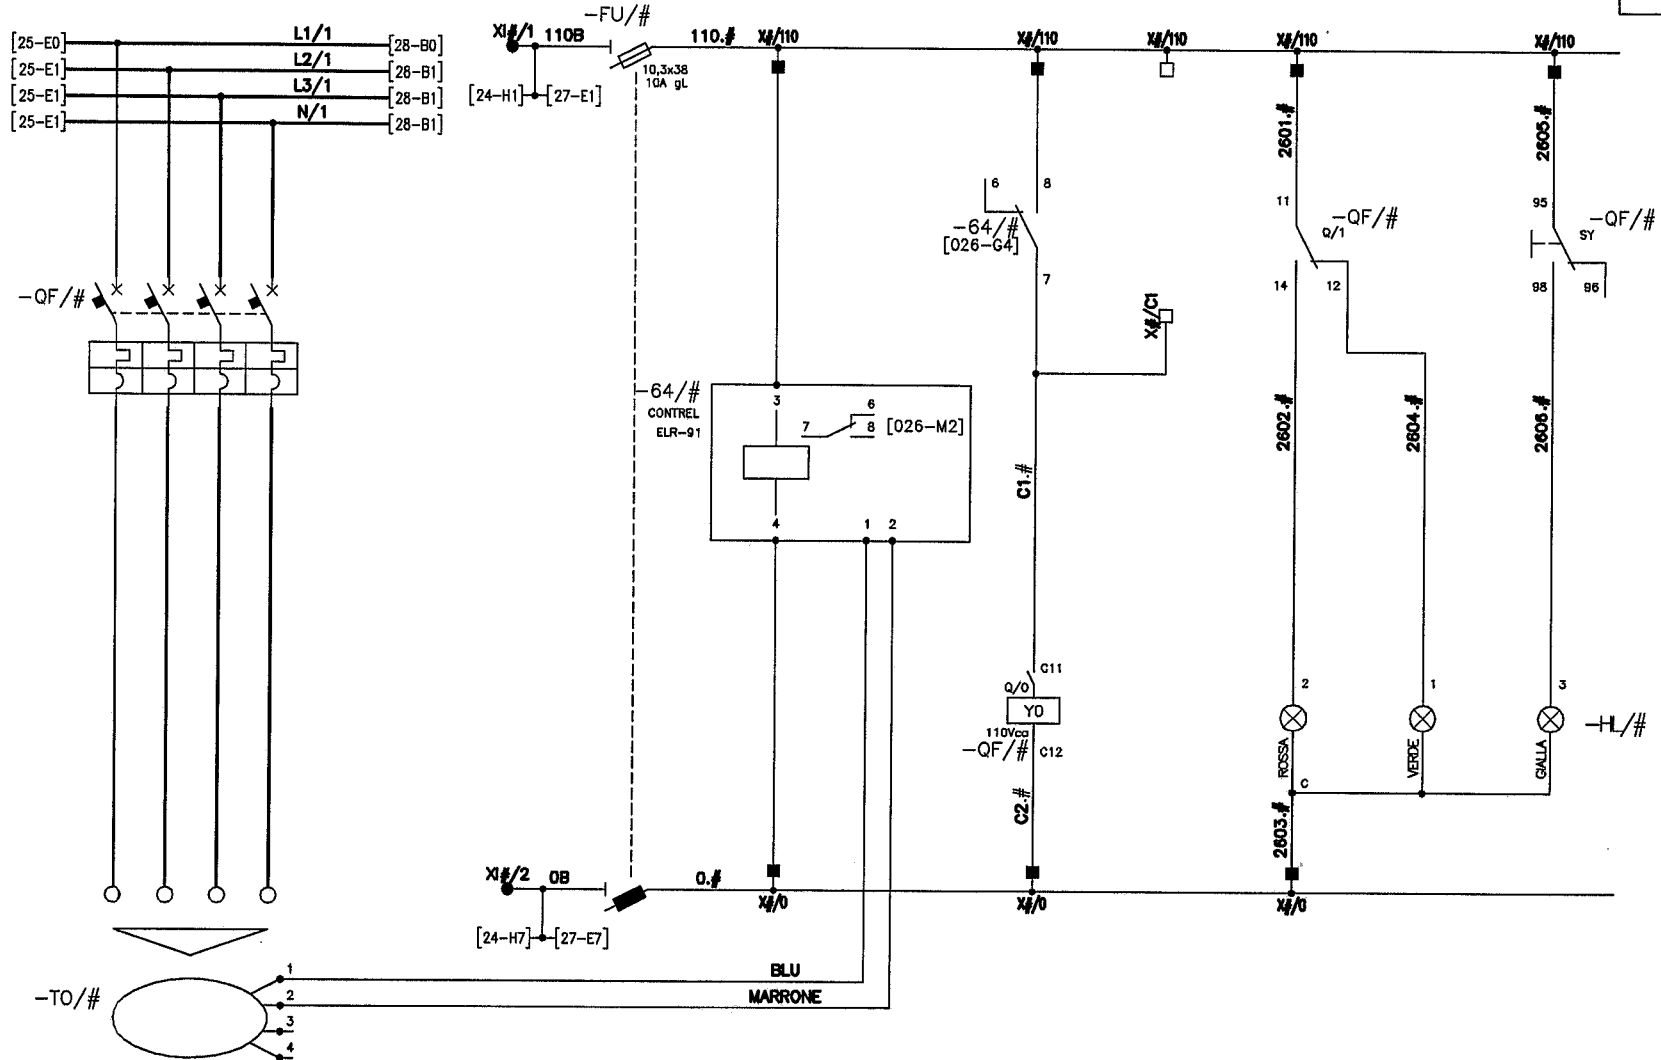 [25-E0] L1/1 [28-B0]
[25-E1] L2/1 [28-B1]
[25-E1] L3/1 [28-B1]
[25-E1] N/1 [28-B1]
-QF/#
-FU/#
XI#/1 110B
110.#
10,3x38
10A gL
[24-H1] [27-E1]
X#/110
X#/110
X#/110
X#/110
X#/110
6 8
-64/#
[026-G4]
7
X#/C1
2601.#
11
-QF/#
Q/1
14 12
2605.#
95
-QF/#
SY
98 96
-64/#
CONTREL
ELR-91
3
6
7 8 [026-M2]
4 1 2
C1.#
2602.#
2604.#
2606.#
C11
Q/0
Y0
110Vca
-QF/# C12
C2.#
2 1 3
-HL/#
ROSSA
VERDE
GIALLA
C
2603.#
XI#/2 0B
0.#
X#/0
X#/0
X#/0
[24-H7] [27-E7]
-TO/#
1 BLU
2 MARRONE
3
4